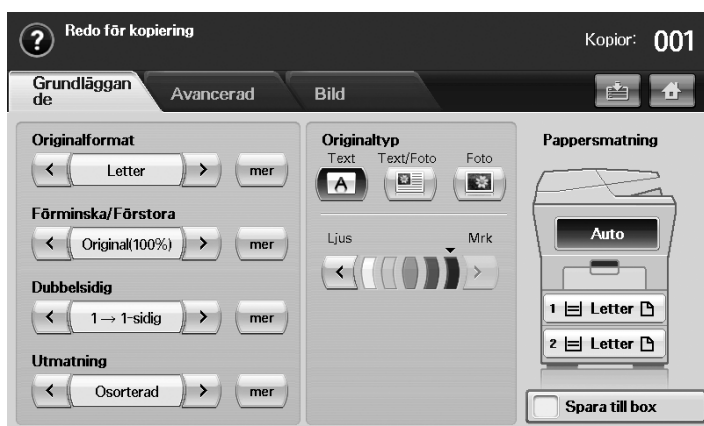 ? Redo för kopiering
Kopior: 001
Grundläggan
de
Avancerad
Bild
Originalformat
Letter
mer
Förminska/Förstora
Original(100%)
mer
Dubbelsidig
1 → 1-sidig
mer
Utmatning
Osorterad
mer
Originaltyp
Text Text/Foto Foto
A
Ljus Mrk
Pappersmatning
Auto
1 Letter
2 Letter
Spara till box